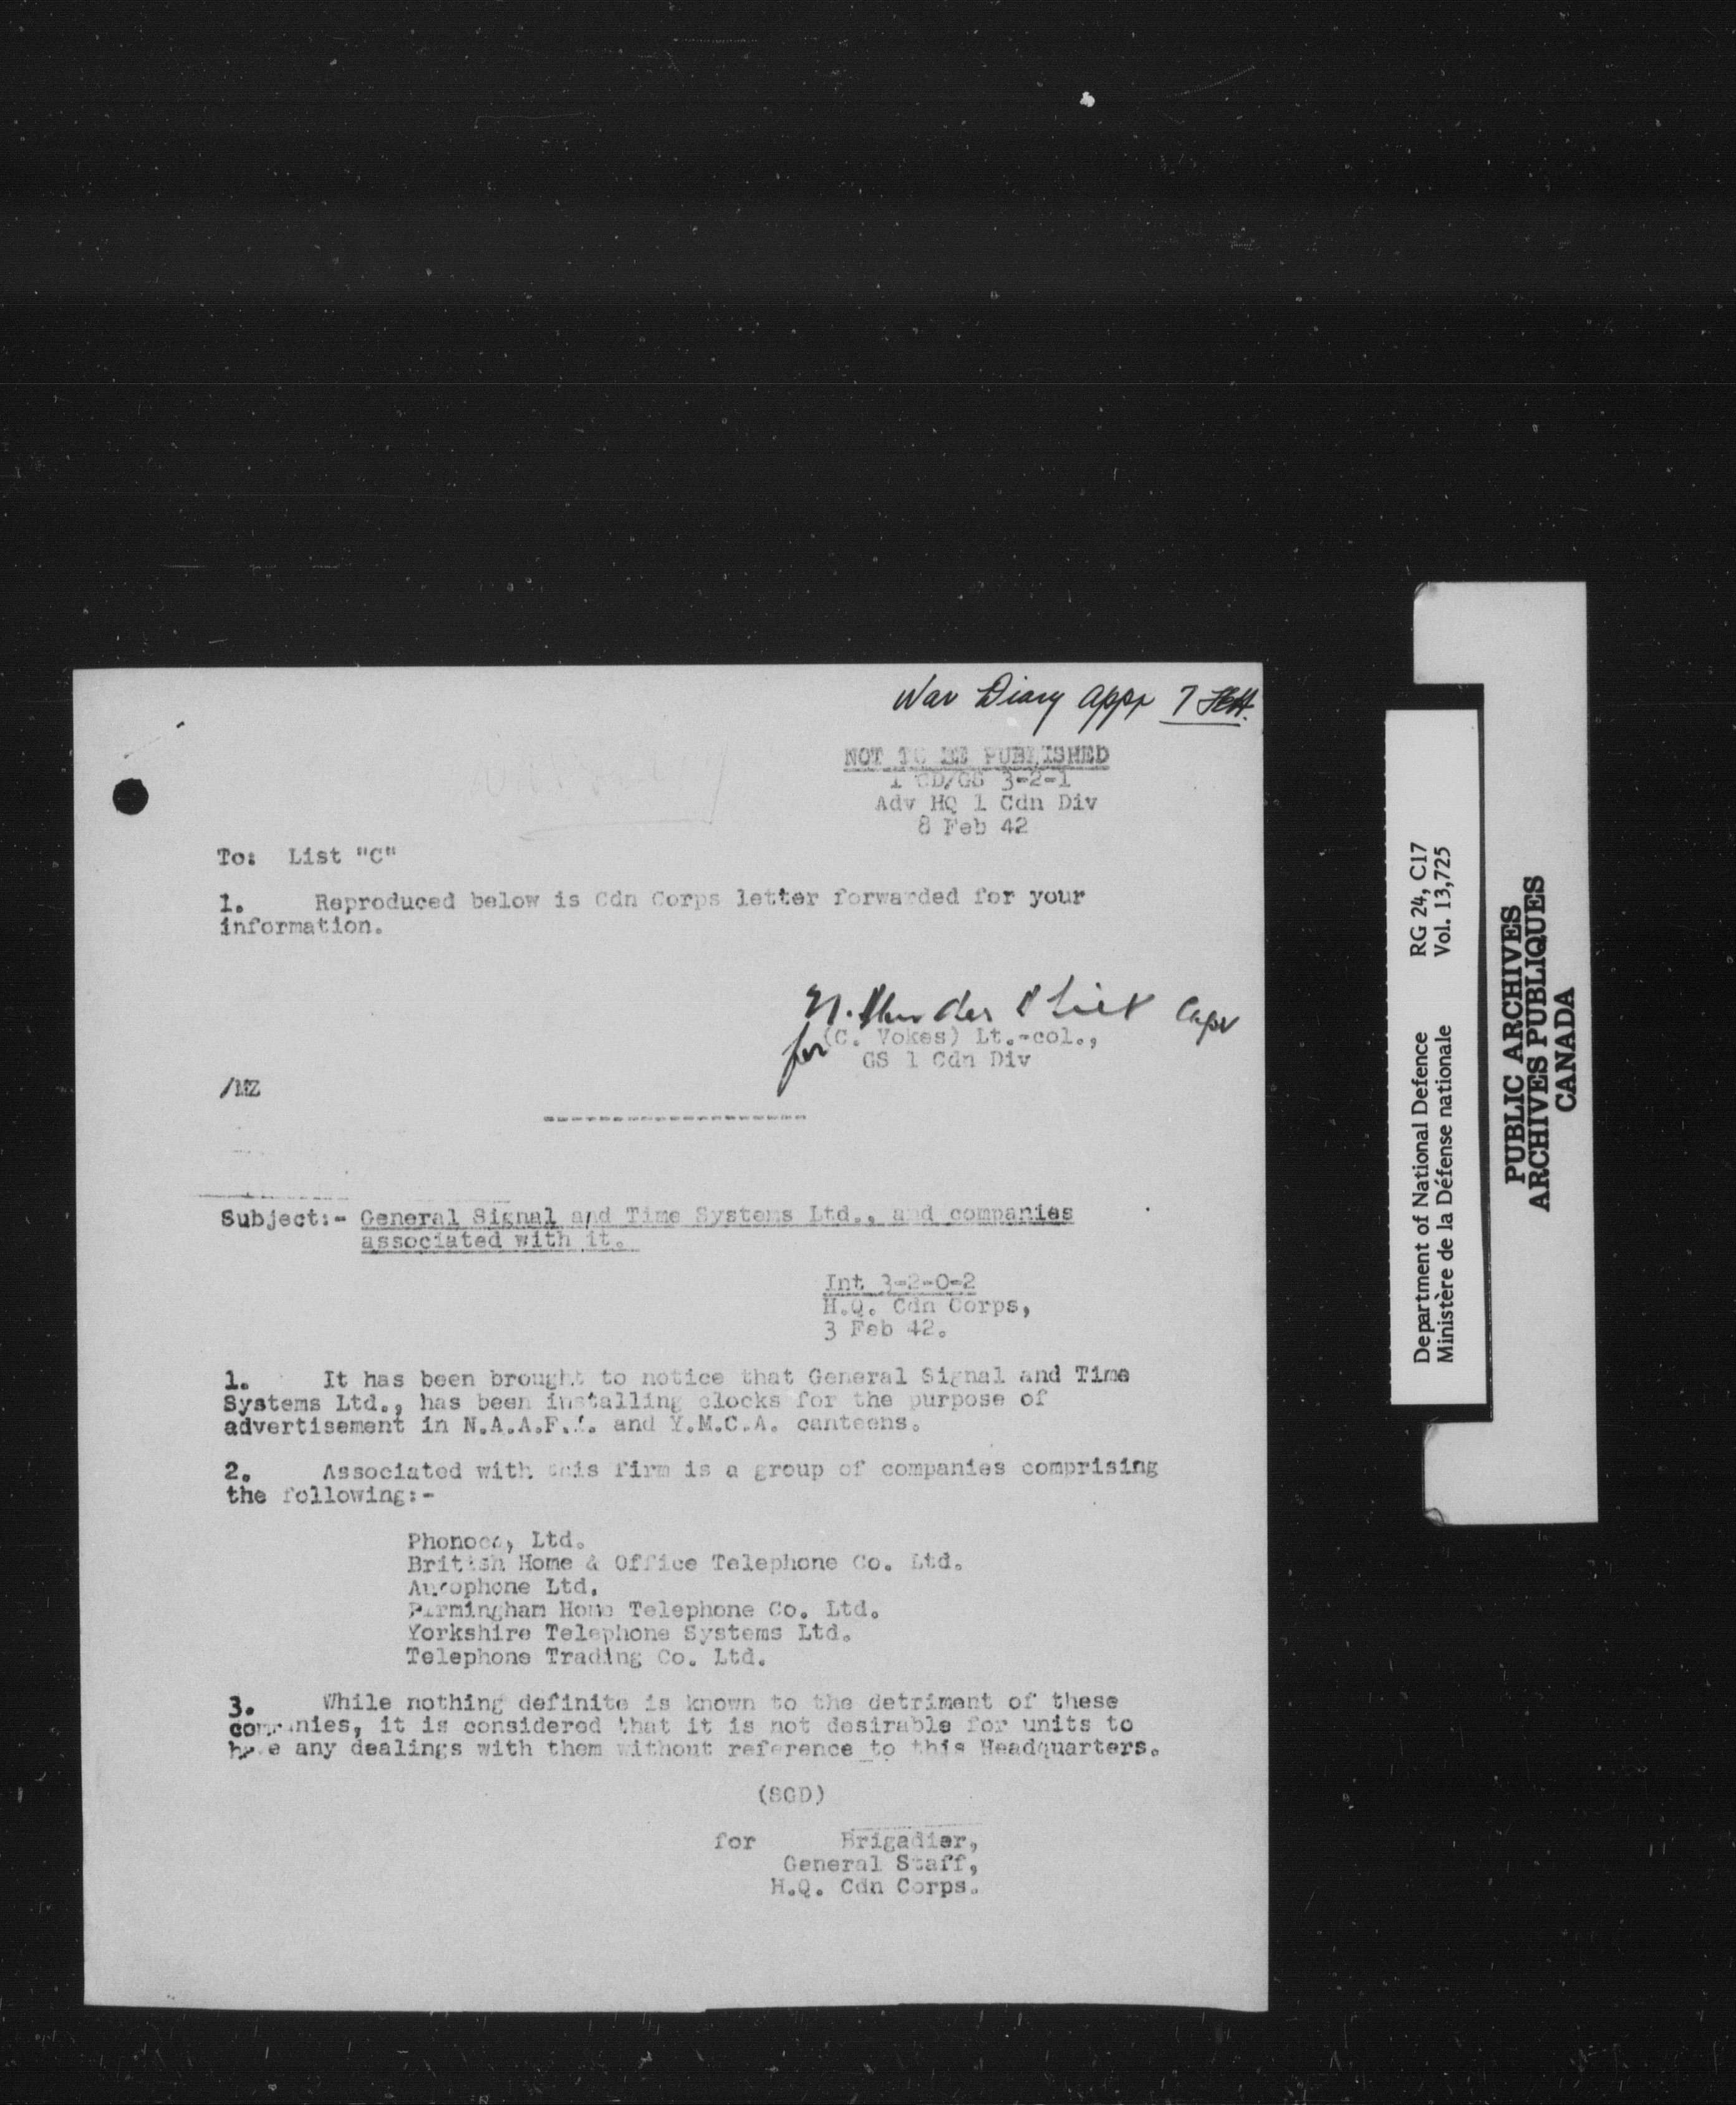 War Diary Appx 7
NOT TO BE PUBLISHED
1 CD/GS 3-2-1
Adv HQ 1 Cdn Div
8 Feb 42
To: List "C"
1. Reproduced below is Cdn Corps letter forwarded for your
information.
Capt
for (C. Vokes) Lt.-col.,
GS 1 Cdn Div
/MZ
Subject:- General Signal and Time Systems Ltd., and companies
associated with it.
Int 3-2-0-2
H.Q. Cdn Corps,
3 Feb 42.
1. It has been brought to notice that General Signal and Time
Systems Ltd., has been installing clocks for the purpose of
advertisement in N.A.A.F.I. and Y.M.C.A. canteens.
2. Associated with this firm is a group of companies comprising
the following:-
Ltd.
British Home & Office Telephone Co. Ltd.
Ltd.
Birmingham Home Telephone Co. Ltd.
Yorkshire Telephone Systems Ltd.
Telephone Trading Co. Ltd.
3. While nothing definite is known to the detriment of these
companies, it is considered that it is not desirable for units to
have any dealings with them without reference to this Headquarters.
(SGD)
for Brigadier,
General Staff,
H.Q. Cdn Corps.
Department of National Defence RG 24, C17
Ministère de la Défense nationale Vol. 13,725
PUBLIC ARCHIVES
ARCHIVES PUBLIQUES
CANADA